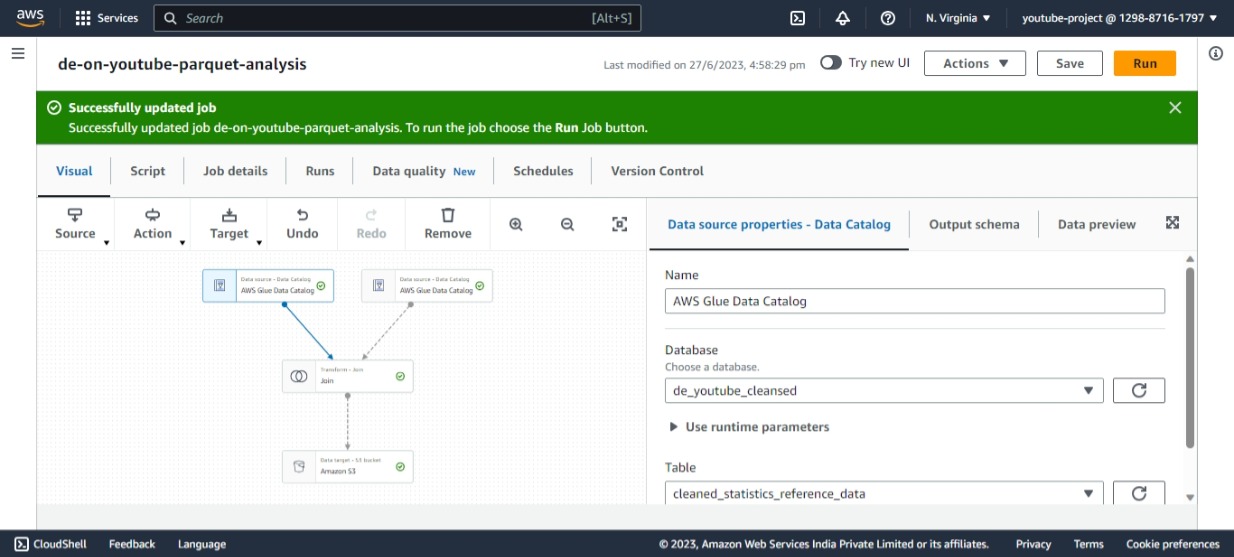 aws Services Search [Alt+S] N. Virginia youtube-project @ 1298-8716-1797
de-on-youtube-parquet-analysis Last modified on 27/6/2023, 4:58:29 pm Try new UI Actions Save Run
Successfully updated job
Successfully updated job de-on-youtube-parquet-analysis. To run the job choose the Run Job button.
Visual Script Job details Runs Data quality New Schedules Version Control
Source Action Target Undo Redo Remove
Data source properties - Data Catalog Output schema Data preview
Data source - Data Catalog Data source - Data Catalog
AWS Glue Data Catalog AWS Glue Data Catalog
Transform - Join
Join
Data target - S3 bucket
Amazon S3
Name
AWS Glue Data Catalog
Database
Choose a database.
de_youtube_cleansed
Use runtime parameters
Table
cleaned_statistics_reference_data
CloudShell Feedback Language © 2023, Amazon Web Services India Private Limited or its affiliates. Privacy Terms Cookie preferences